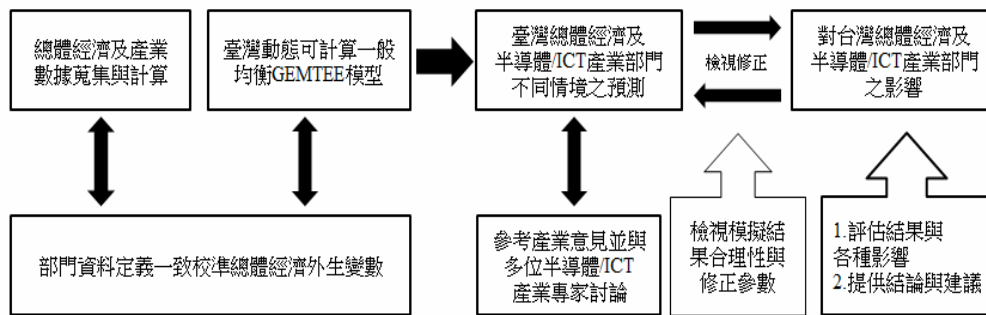 總體經濟及產業
數據蒐集與計算
臺灣動態可計算一般
均衡GEMTEE模型
臺灣總體經濟及
半導體/ICT產業部門
不同情境之預測
檢視修正
對台灣總體經濟及
半導體/ICT產業部門
之影響
部門資料定義一致校準總體經濟外生變數
參考產業意見並與
多位半導體/ICT
產業專家討論
檢視模擬結
果合理性與
修正參數
1.評估結果與
各種影響
2.提供結論與建議